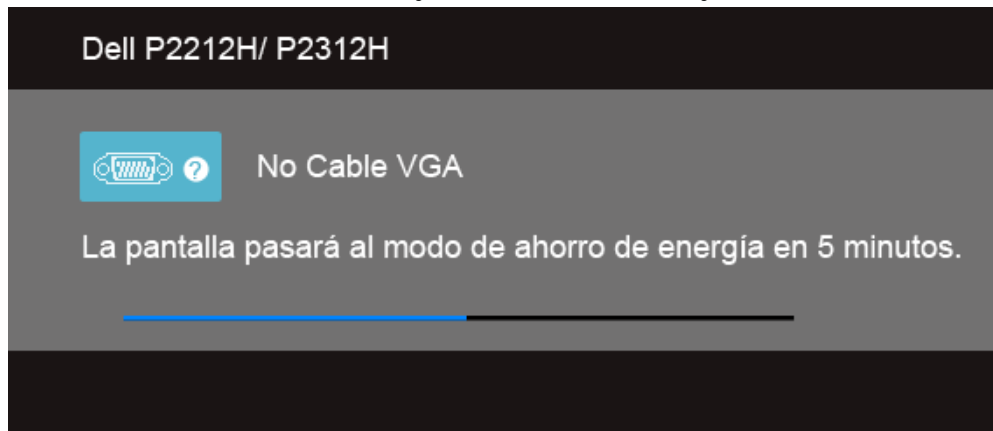 Dell P2212H/ P2312H
No Cable VGA
La pantalla pasará al modo de ahorro de energía en 5 minutos.